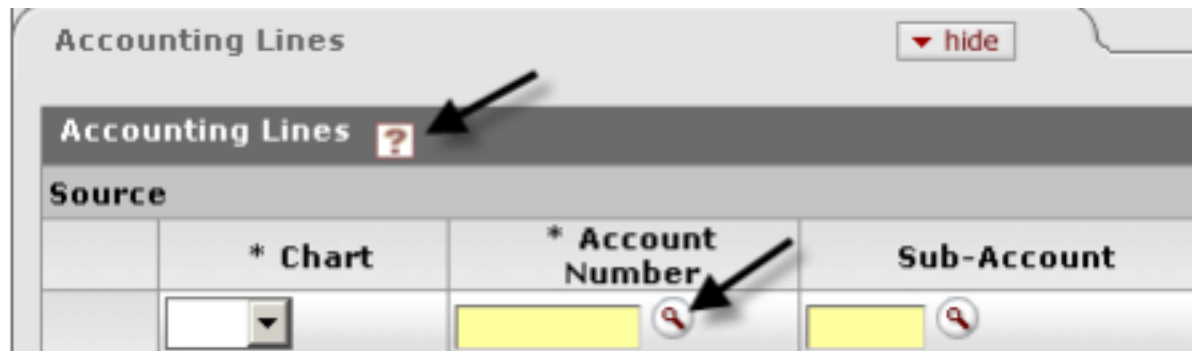 Accounting Lines
hide
Accounting Lines ?
Source
* Chart
* Account
Number
Sub-Account